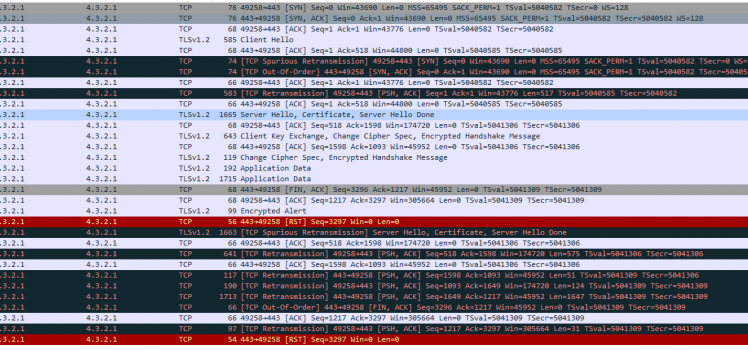 .3.2.1 4.3.2.1 TCP 76 49258→443 [SYN] Seq=0 Win=43690 Len=0 MSS=65495 SACK_PERM=1 TSval=5040582 TSecr=0 WS=128
.3.2.1 4.3.2.1 TCP 76 443→49258 [SYN, ACK] Seq=0 Ack=1 Win=43690 Len=0 MSS=65495 SACK_PERM=1 TSval=5040582 TSecr=5040582 WS=128
.3.2.1 4.3.2.1 TCP 68 49258→443 [ACK] Seq=1 Ack=1 Win=43776 Len=0 TSval=5040582 TSecr=5040582
.3.2.1 4.3.2.1 TLSv1.2 585 Client Hello
.3.2.1 4.3.2.1 TCP 68 443→49258 [ACK] Seq=1 Ack=518 Win=44800 Len=0 TSval=5040585 TSecr=5040585
.3.2.1 4.3.2.1 TCP 74 [TCP Spurious Retransmission] 49258→443 [SYN] Seq=0 Win=43690 Len=0 MSS=65495 SACK_PERM=1 TSval=5040582 TSecr=0 WS=
.3.2.1 4.3.2.1 TCP 74 [TCP Out-Of-Order] 443→49258 [SYN, ACK] Seq=0 Ack=1 Win=43690 Len=0 MSS=65495 SACK_PERM=1 TSval=5040582 TSecr=5040
.3.2.1 4.3.2.1 TCP 66 49258→443 [ACK] Seq=1 Ack=1 Win=43776 Len=0 TSval=5040582 TSecr=5040582
.3.2.1 4.3.2.1 TCP 583 [TCP Retransmission] 49258→443 [PSH, ACK] Seq=1 Ack=1 Win=43776 Len=517 TSval=5040585 TSecr=5040582
.3.2.1 4.3.2.1 TCP 66 443→49258 [ACK] Seq=1 Ack=518 Win=44800 Len=0 TSval=5040585 TSecr=5040585
.3.2.1 4.3.2.1 TLSv1.2 1665 Server Hello, Certificate, Server Hello Done
.3.2.1 4.3.2.1 TCP 68 49258→443 [ACK] Seq=518 Ack=1598 Win=174720 Len=0 TSval=5041306 TSecr=5041306
.3.2.1 4.3.2.1 TLSv1.2 643 Client Key Exchange, Change Cipher Spec, Encrypted Handshake Message
.3.2.1 4.3.2.1 TCP 68 443→49258 [ACK] Seq=1598 Ack=1093 Win=45952 Len=0 TSval=5041306 TSecr=5041306
.3.2.1 4.3.2.1 TLSv1.2 119 Change Cipher Spec, Encrypted Handshake Message
.3.2.1 4.3.2.1 TLSv1.2 192 Application Data
.3.2.1 4.3.2.1 TLSv1.2 1715 Application Data
.3.2.1 4.3.2.1 TCP 68 443→49258 [FIN, ACK] Seq=3296 Ack=1217 Win=45952 Len=0 TSval=5041309 TSecr=5041309
.3.2.1 4.3.2.1 TCP 68 49258→443 [ACK] Seq=1217 Ack=3297 Win=305664 Len=0 TSval=5041309 TSecr=5041309
.3.2.1 4.3.2.1 TLSv1.2 99 Encrypted Alert
.3.2.1 4.3.2.1 TCP 56 443→49258 [RST] Seq=3297 Win=0 Len=0
.3.2.1 4.3.2.1 TLSv1.2 1663 [TCP Spurious Retransmission] Server Hello, Certificate, Server Hello Done
.3.2.1 4.3.2.1 TCP 66 49258→443 [ACK] Seq=518 Ack=1598 Win=174720 Len=0 TSval=5041306 TSecr=5041306
.3.2.1 4.3.2.1 TCP 641 [TCP Retransmission] 49258→443 [PSH, ACK] Seq=518 Ack=1598 Win=174720 Len=575 TSval=5041306 TSecr=5041306
.3.2.1 4.3.2.1 TCP 66 443→49258 [ACK] Seq=1598 Ack=1093 Win=45952 Len=0 TSval=5041306 TSecr=5041306
.3.2.1 4.3.2.1 TCP 117 [TCP Retransmission] 443→49258 [PSH, ACK] Seq=1598 Ack=1093 Win=45952 Len=51 TSval=5041309 TSecr=5041306
.3.2.1 4.3.2.1 TCP 190 [TCP Retransmission] 49258→443 [PSH, ACK] Seq=1093 Ack=1649 Win=174720 Len=124 TSval=5041309 TSecr=5041309
.3.2.1 4.3.2.1 TCP 1713 [TCP Retransmission] 443→49258 [PSH, ACK] Seq=1649 Ack=1217 Win=45952 Len=1647 TSval=5041309 TSecr=5041309
.3.2.1 4.3.2.1 TCP 66 [TCP Out-Of-Order] 443→49258 [FIN, ACK] Seq=3296 Ack=1217 Win=45952 Len=0 TSval=5041309 TSecr=5041309
.3.2.1 4.3.2.1 TCP 66 49258→443 [ACK] Seq=1217 Ack=3297 Win=305664 Len=0 TSval=5041309 TSecr=5041309
.3.2.1 4.3.2.1 TCP 97 [TCP Retransmission] 49258→443 [PSH, ACK] Seq=1217 Ack=3297 Win=305664 Len=31 TSval=5041309 TSecr=5041309
.3.2.1 4.3.2.1 TCP 54 443→49258 [RST] Seq=3297 Win=0 Len=0